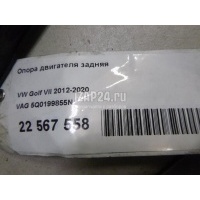 Опора двигателя задняя
VW Golf VII 2012-2020
VAG 5Q0199855N
22 567 558